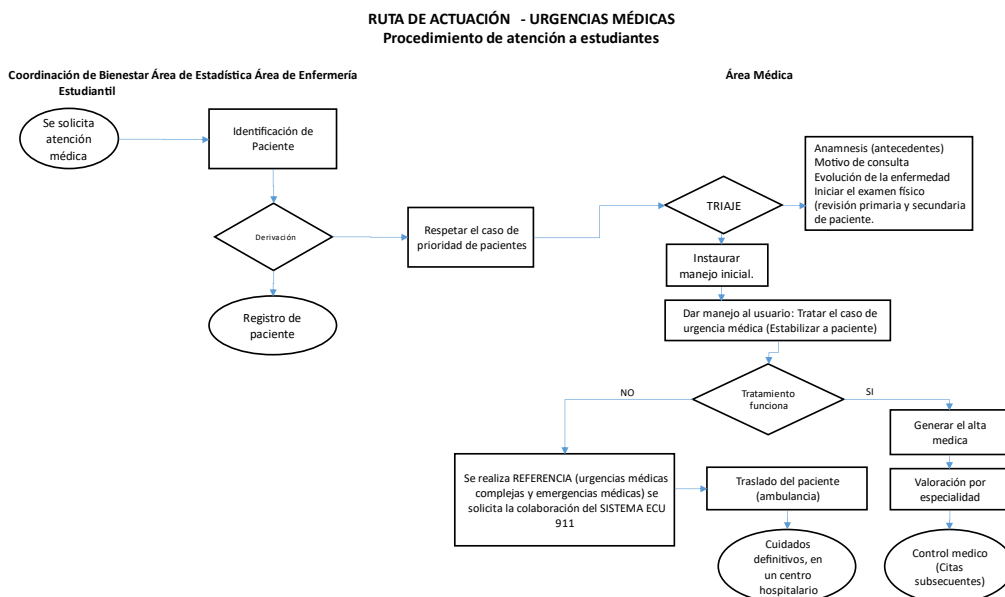 RUTA DE ACTUACIÓN - URGENCIAS MÉDICAS
Procedimiento de atención a estudiantes
Coordinación de Bienestar Área de Estadística Área de Enfermería
Estudiantil
Área Médica
Se solicita
atención
médica
Identificación de
Paciente
Derivación
Registro de
paciente
Respetar el caso de
prioridad de pacientes
TRIAJE
Anamnesis (antecedentes)
Motivo de consulta
Evolución de la enfermedad
Iniciar el examen físico
(revisión primaria y secundaria
de paciente.
Instaurar
manejo inicial.
Dar manejo al usuario: Tratar el caso de
urgencia médica (Estabilizar a paciente)
Tratamiento
funciona
NO
SI
Se realiza REFERENCIA (urgencias médicas
complejas y emergencias médicas) se
solicita la colaboración del SISTEMA ECU
911
Traslado del paciente
(ambulancia)
Cuidados
definitivos, en
un centro
hospitalario
Generar el alta
medica
Valoración por
especialidad
Control medico
(Citas
subsecuentes)